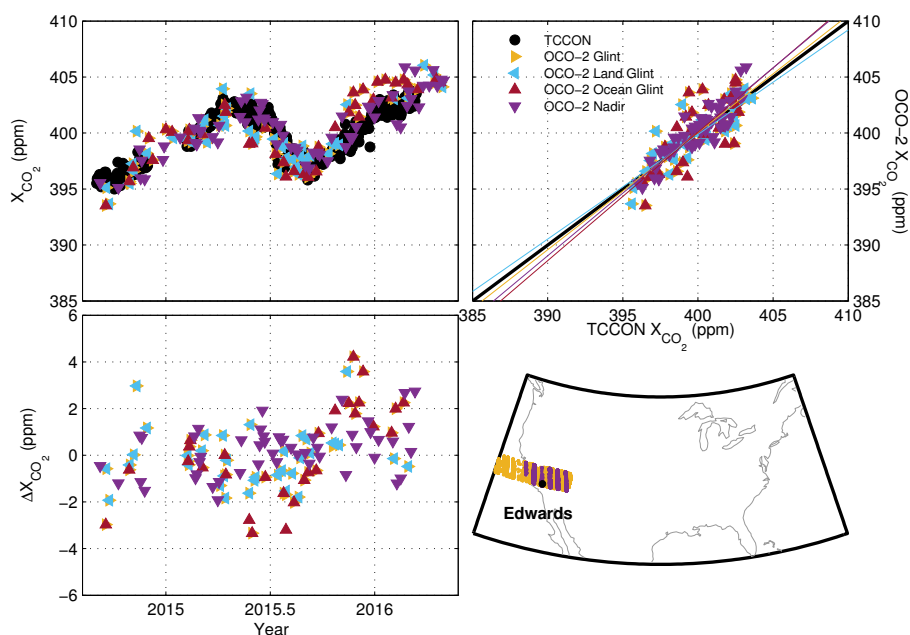 410
405
400
395
390
385
X_CO2 (ppm)
TCCON
OCO−2 Glint
OCO−2 Land Glint
OCO−2 Ocean Glint
OCO−2 Nadir
410
405
400
395
390
385
OCO−2 X_CO2 (ppm)
385 390 395 400 405 410
TCCON X_CO2 (ppm)
6
4
2
0
−2
−4
−6
ΔX_CO2 (ppm)
2015 2015.5 2016
Year
Edwards